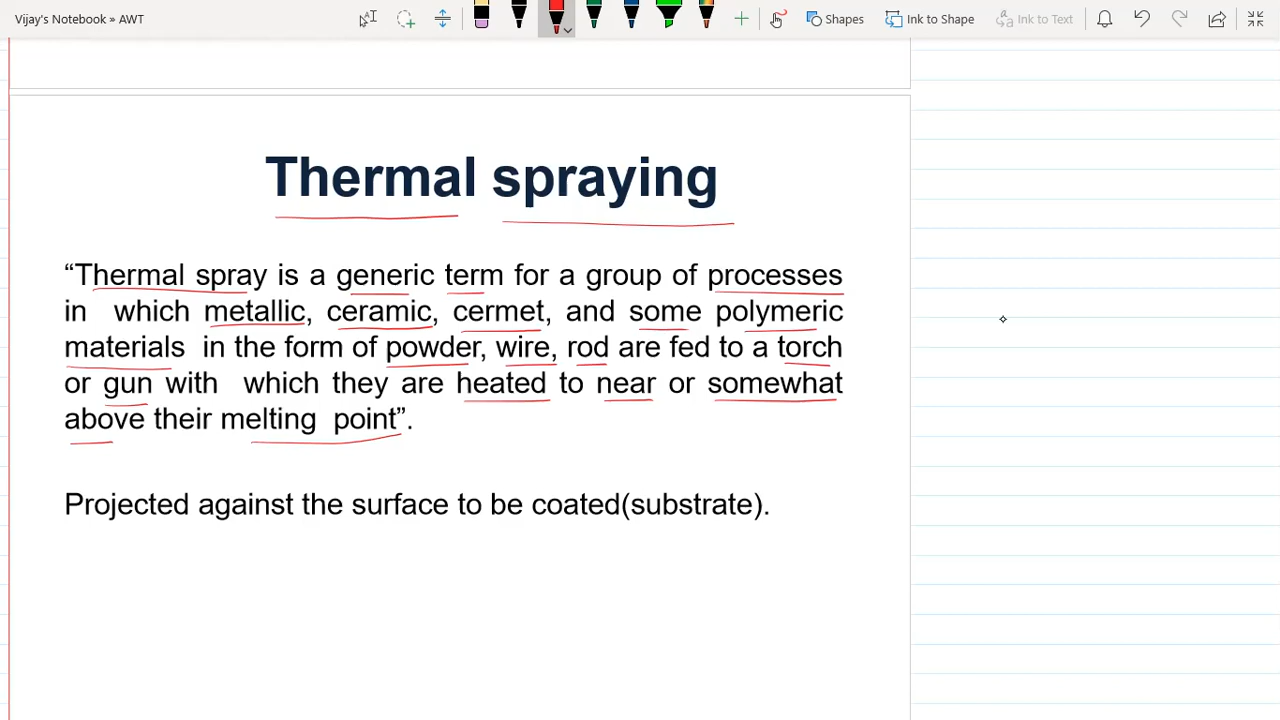 Vijay's Notebook » AWT
Shapes
Ink to Shape
Ink to Text
Thermal spraying
“Thermal spray is a generic term for a group of processes
in which metallic, ceramic, cermet, and some polymeric
materials in the form of powder, wire, rod are fed to a torch
or gun with which they are heated to near or somewhat
above their melting point”.
Projected against the surface to be coated(substrate).